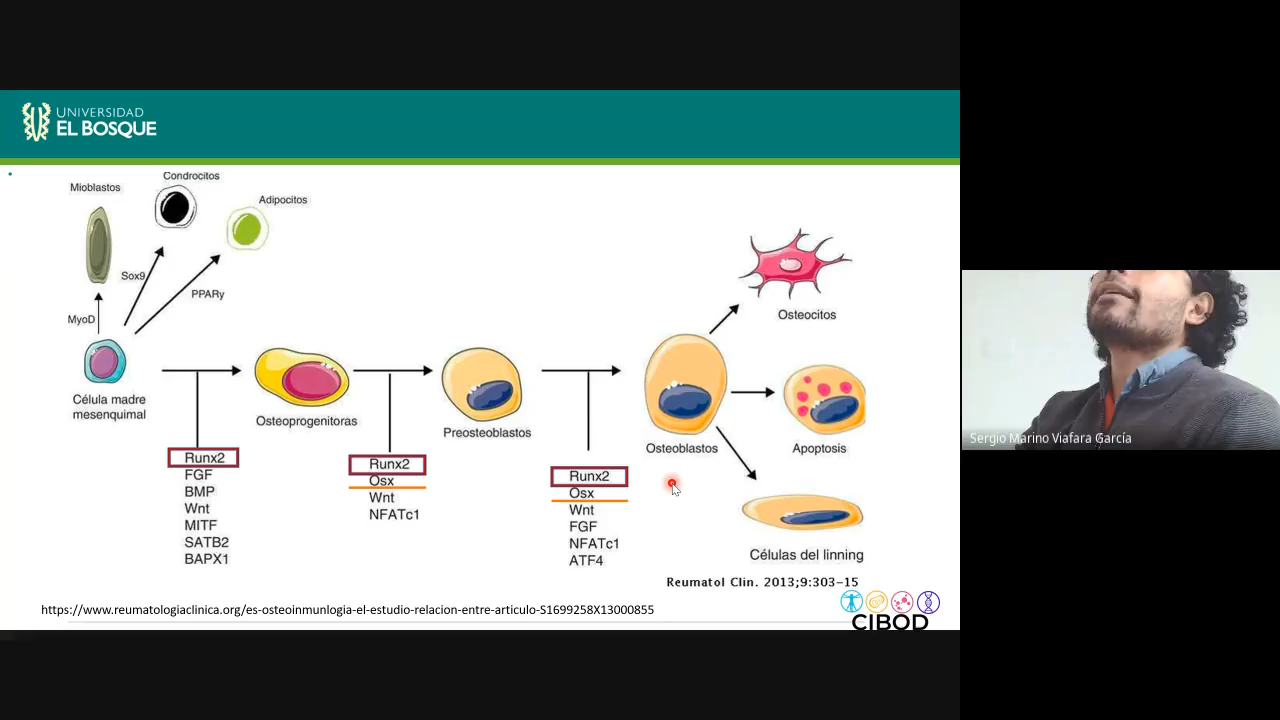 UNIVERSIDAD
EL BOSQUE
Mioblastos
Condrocitos
Adipocitos
Sox9
PPARγ
MyoD
Célula madre
mesenquimal
Osteoprogenitoras
Preosteoblastos
Osteoblastos
Osteocitos
Apoptosis
Células del linning
Runx2
FGF
BMP
Wnt
MITF
SATB2
BAPX1
Runx2
Osx
Wnt
NFATc1
Runx2
Osx
Wnt
FGF
NFATc1
ATF4
Reumatol Clin. 2013;9:303–15
https://www.reumatologiaclinica.org/es-osteoinmunlogia-el-estudio-relacion-entre-articulo-S1699258X13000855
CIBOD
Sergio Marino Viafara García